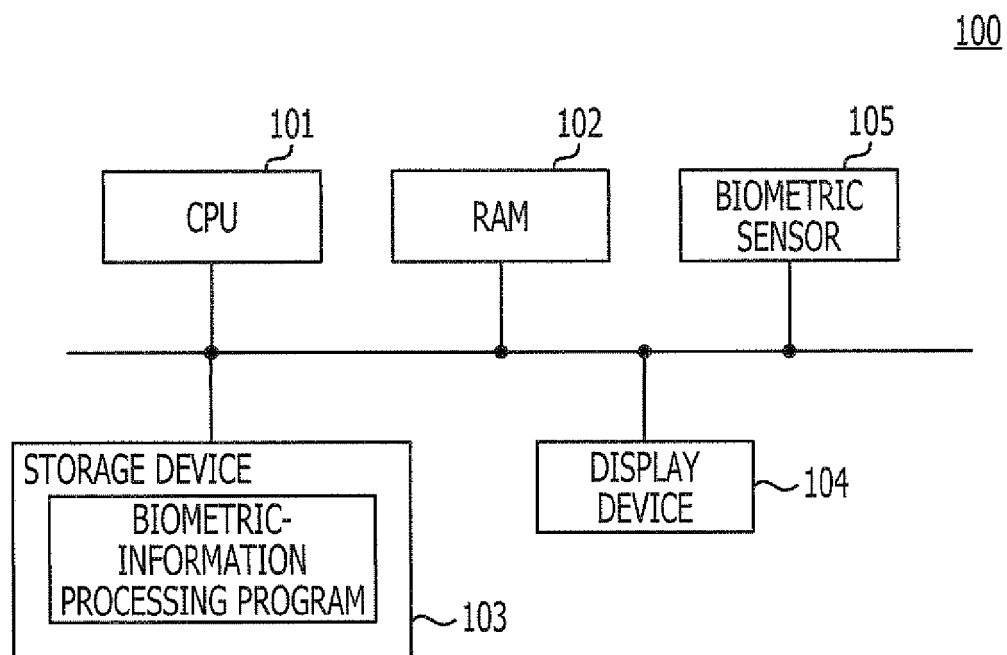 100
101
102
105
CPU
RAM
BIOMETRIC
SENSOR
STORAGE DEVICE
BIOMETRIC-
INFORMATION
PROCESSING PROGRAM
103
DISPLAY
DEVICE
104